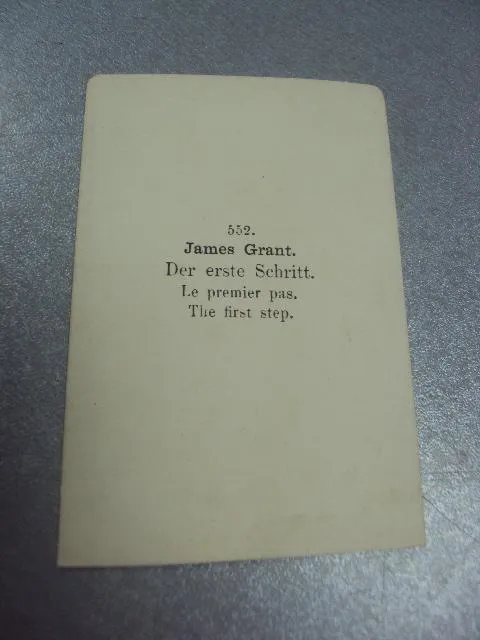 552.
James Grant.
Der erste Schritt.
Le premier pas.
The first step.